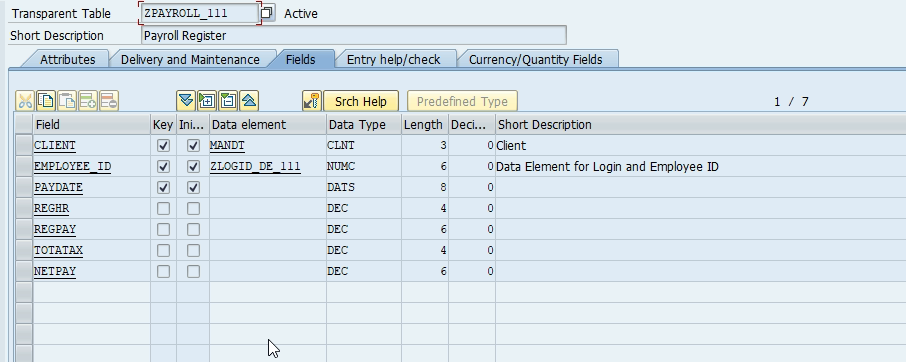 Transparent Table ZPAYROLL_111 Active
Short Description Payroll Register
Attributes Delivery and Maintenance Fields Entry help/check Currency/Quantity Fields
Srch Help Predefined Type 1 / 7
Field Key Ini... Data element Data Type Length Deci... Short Description
CLIENT MANDT CLNT 3 0 Client
EMPLOYEE_ID ZLOGID_DE_111 NUMC 6 0 Data Element for Login and Employee ID
PAYDATE DATS 8 0
REGHR DEC 4 0
REGPAY DEC 6 0
TOTATAX DEC 4 0
NETPAY DEC 6 0